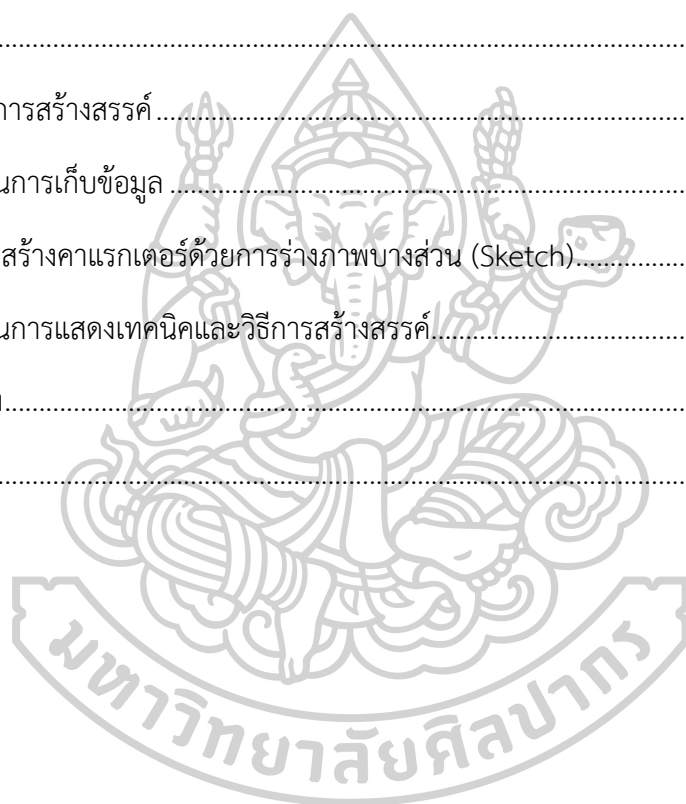 ................................................................
การสร้างสรรค์................................................................
นการเก็บข้อมูล................................................................
สร้างคาแรกเตอร์ด้วยการร่างภาพบางส่วน (Sketch)................
นการแสดงเทคนิคและวิธีการสร้างสรรค์................................
................................................................
................................................................
มหาวิทยาลัยศิลปากร